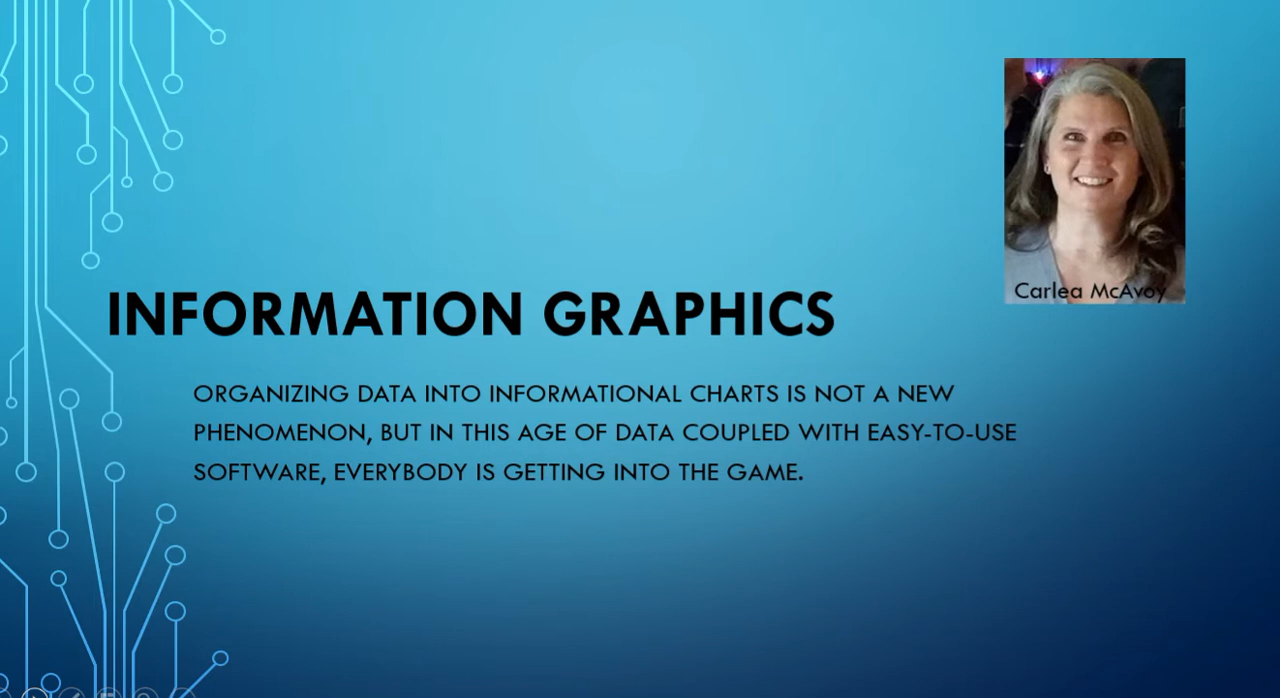 Carlea McAvoy
INFORMATION GRAPHICS
ORGANIZING DATA INTO INFORMATIONAL CHARTS IS NOT A NEW
PHENOMENON, BUT IN THIS AGE OF DATA COUPLED WITH EASY-TO-USE
SOFTWARE, EVERYBODY IS GETTING INTO THE GAME.